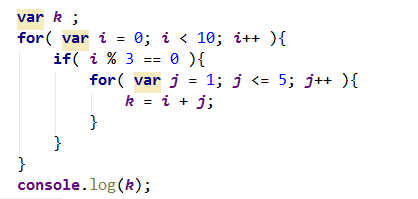 var k ;
for( var i = 0; i < 10; i++ ){
    if( i % 3 == 0 ){
        for( var j = 1; j <= 5; j++ ){
            k = i + j;
        }
    }
}
console.log(k);